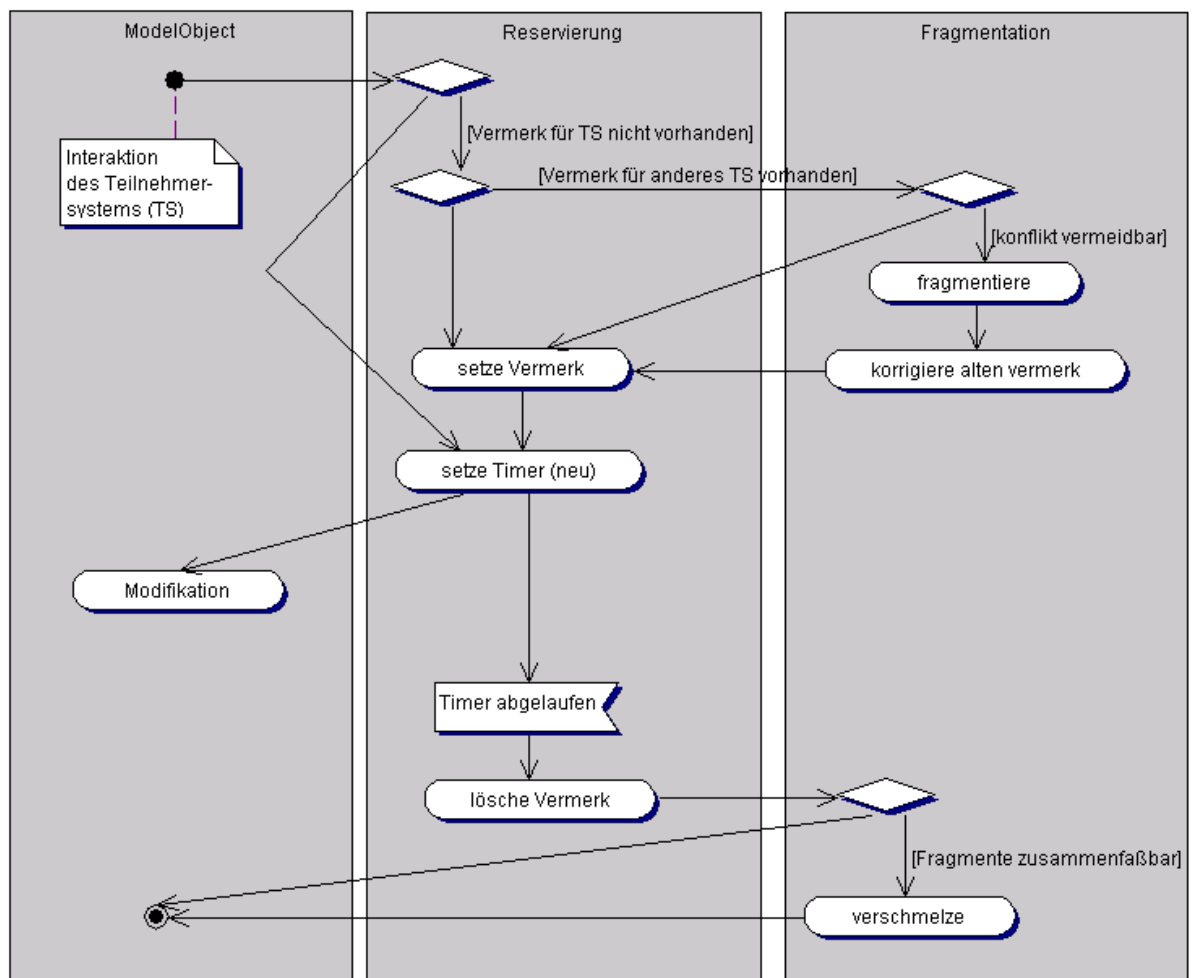 ModelObject
Reservierung
Fragmentation
[Vermerk für TS nicht vorhanden]
Interaktion
des Teilnehmer-
systems (TS)
[Vermerk für anderes TS vorhanden]
[konflikt vermeidbar]
fragmentiere
setze Vermerk
korrigiere alten vermerk
setze Timer (neu)
Modifikation
Timer abgelaufen
lösche Vermerk
[Fragmente zusammenfaßbar]
verschmelze